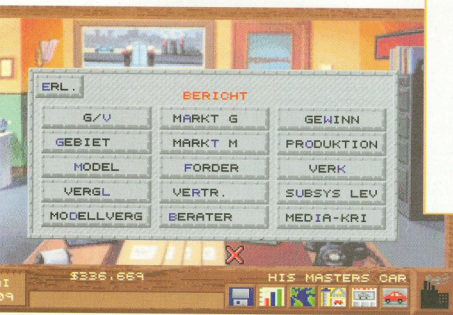 ERL.
BERICHT
G/V MARKT G GEWINN
GEBIET MARKT M PRODUKTION
MODEL FORDER VERK
VERGL VERTR. SUBSYS LEV
MODELLVERG BERATER MEDIA-KRI
$336,669 HIS MASTERS CAR